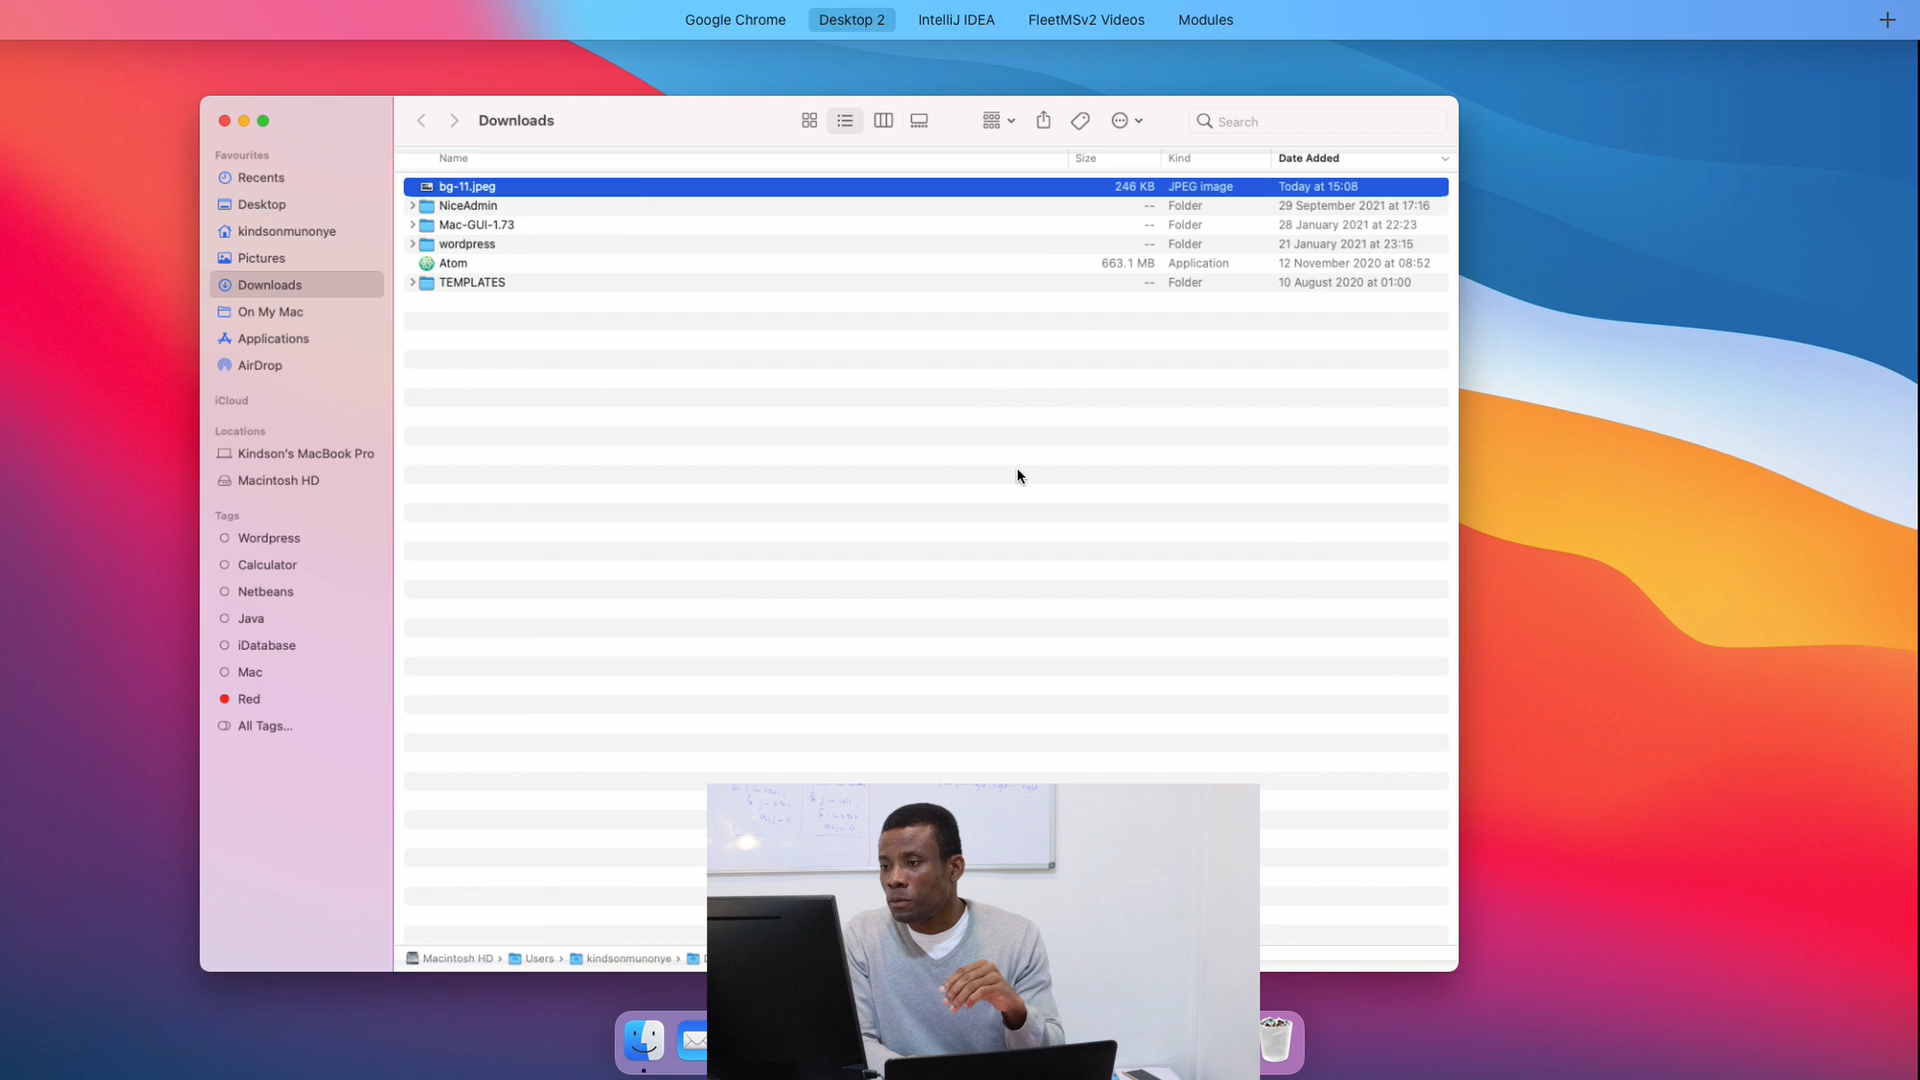 Google Chrome Desktop 2 IntelliJ IDEA FleetMSv2 Videos Modules
Downloads
Search
Favourites
Recents
Desktop
kindsonmunonye
Pictures
Downloads
On My Mac
Applications
AirDrop
iCloud
Locations
Kindson's MacBook Pro
Macintosh HD
Tags
Wordpress
Calculator
Netbeans
Java
iDatabase
Mac
Red
All Tags...
Name Size Kind Date Added
bg-11.jpeg 246 KB JPEG image Today at 15:08
NiceAdmin -- Folder 29 September 2021 at 17:16
Mac-GUI-1.73 -- Folder 28 January 2021 at 22:23
wordpress -- Folder 21 January 2021 at 23:15
Atom 663.1 MB Application 12 November 2020 at 08:52
TEMPLATES -- Folder 10 August 2020 at 01:00
Macintosh HD › Users › kindsonmunonye ›